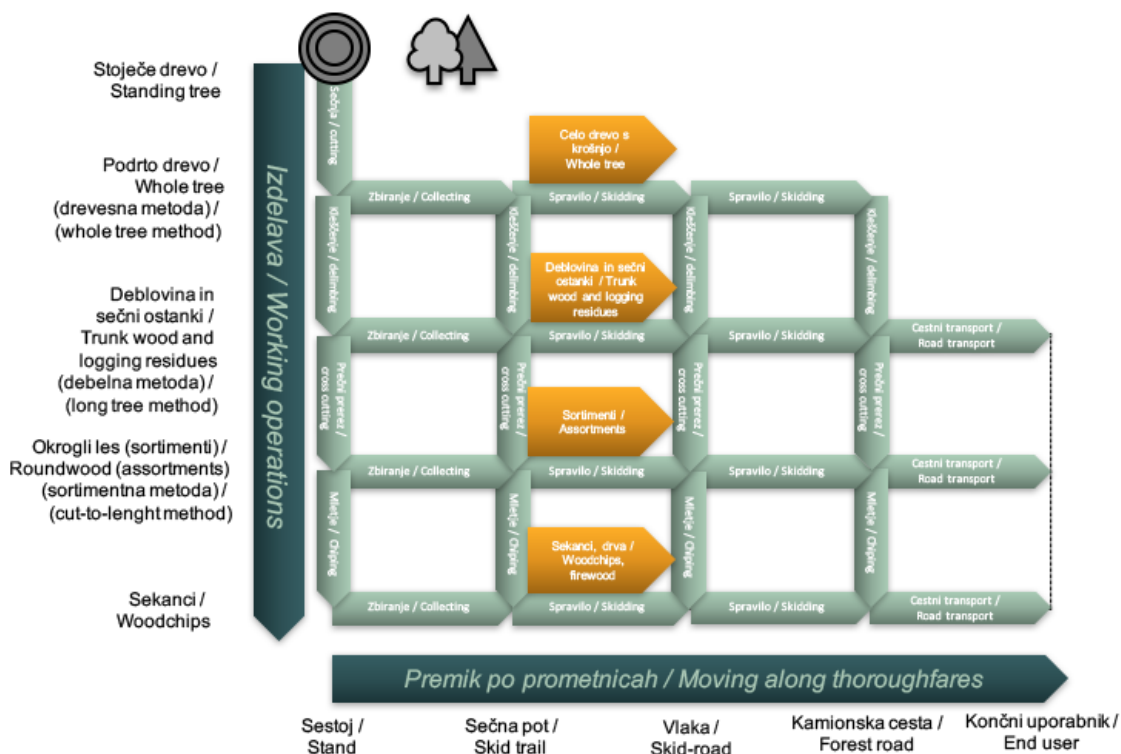 Stoječe drevo /
Standing tree
Podrto drevo /
Whole tree
(drevesna metoda) /
(whole tree method)
Deblovina in
sečni ostanki /
Trunk wood and
logging residues
(debelna metoda) /
(long tree method)
Okrogli les (sortimenti) /
Roundwood (assortments)
(sortimentna metoda) /
(cut-to-lenght method)
Sekanci /
Woodchips
Izdelava / Working operations
Sečnja / cutting
Celo drevo s
krošnjo /
Whole tree
Zbiranje / Collecting
Spravilo / Skidding
Spravilo / Skidding
Kleščenje / delimbing
Kleščenje / delimbing
Kleščenje / delimbing
Kleščenje / delimbing
Deblovina in sečni
ostanki / Trunk
wood and logging
residues
Zbiranje / Collecting
Spravilo / Skidding
Spravilo / Skidding
Cestni transport /
Road transport
Prečni prerez /
cross cutting
Prečni prerez /
cross cutting
Prečni prerez /
cross cutting
Prečni prerez /
cross cutting
Sortimenti /
Assortments
Zbiranje / Collecting
Spravilo / Skidding
Spravilo / Skidding
Cestni transport /
Road transport
Mletje / Chiping
Mletje / Chiping
Mletje / Chiping
Mletje / Chiping
Sekanci, drva /
Woodchips,
firewood
Zbiranje / Collecting
Spravilo / Skidding
Spravilo / Skidding
Cestni transport /
Road transport
Premik po prometnicah / Moving along thoroughfares
Sestoj /
Stand
Sečna pot /
Skid trail
Vlaka /
Skid-road
Kamionska cesta /
Forest road
Končni uporabnik /
End user